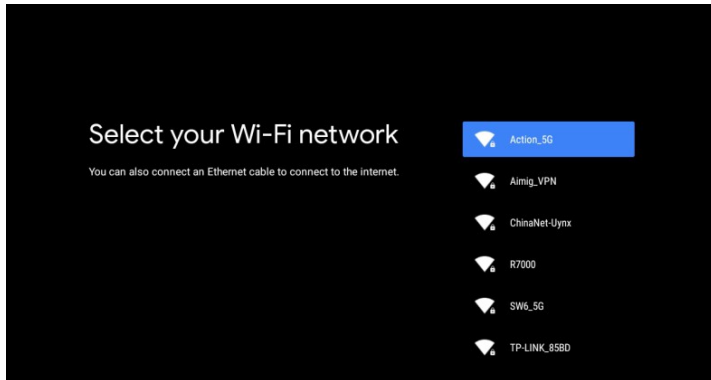 Select your Wi-Fi network
You can also connect an Ethernet cable to connect to the internet.
Action_5G
Aimig_VPN
ChinaNet-Uynx
R7000
SW6_5G
TP-LINK_85BD